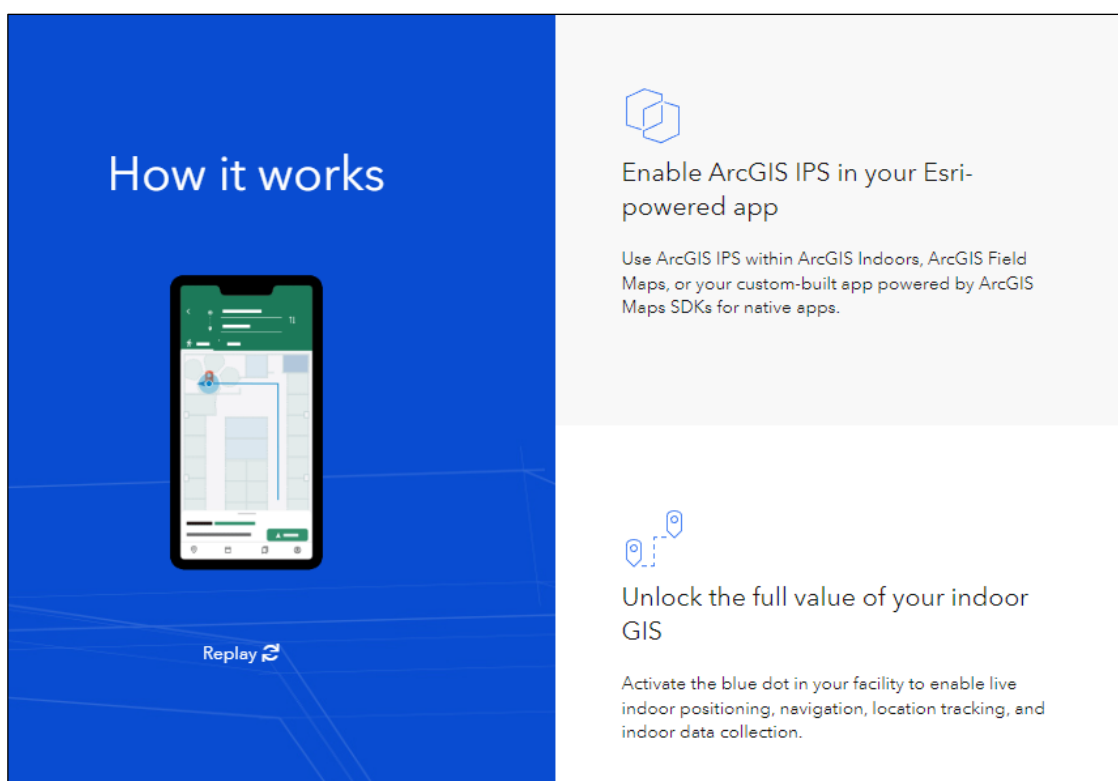 How it works
Replay
Enable ArcGIS IPS in your Esri-
powered app
Use ArcGIS IPS within ArcGIS Indoors, ArcGIS Field
Maps, or your custom-built app powered by ArcGIS
Maps SDKs for native apps.
Unlock the full value of your indoor
GIS
Activate the blue dot in your facility to enable live
indoor positioning, navigation, location tracking, and
indoor data collection.